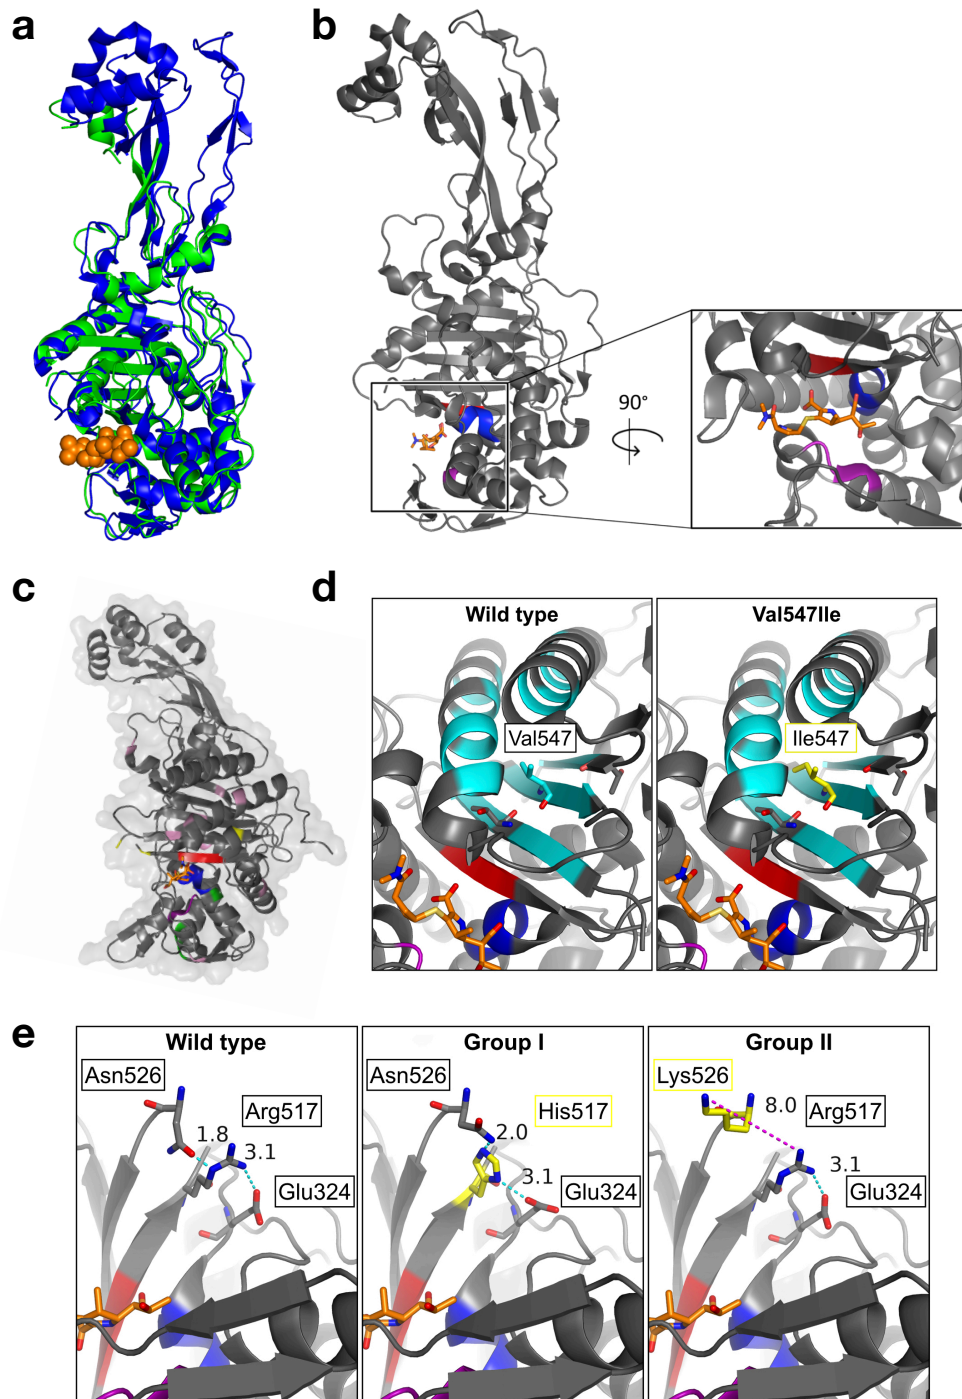 a
b
90°
c
d
Wild type
Val547Ile
Val547
Ile547
e
Wild type
Group I
Group II
Asn526
Arg517
1.8
3.1
Glu324
Asn526
His517
2.0
3.1
Glu324
Lys526
8.0
Arg517
3.1
Glu324